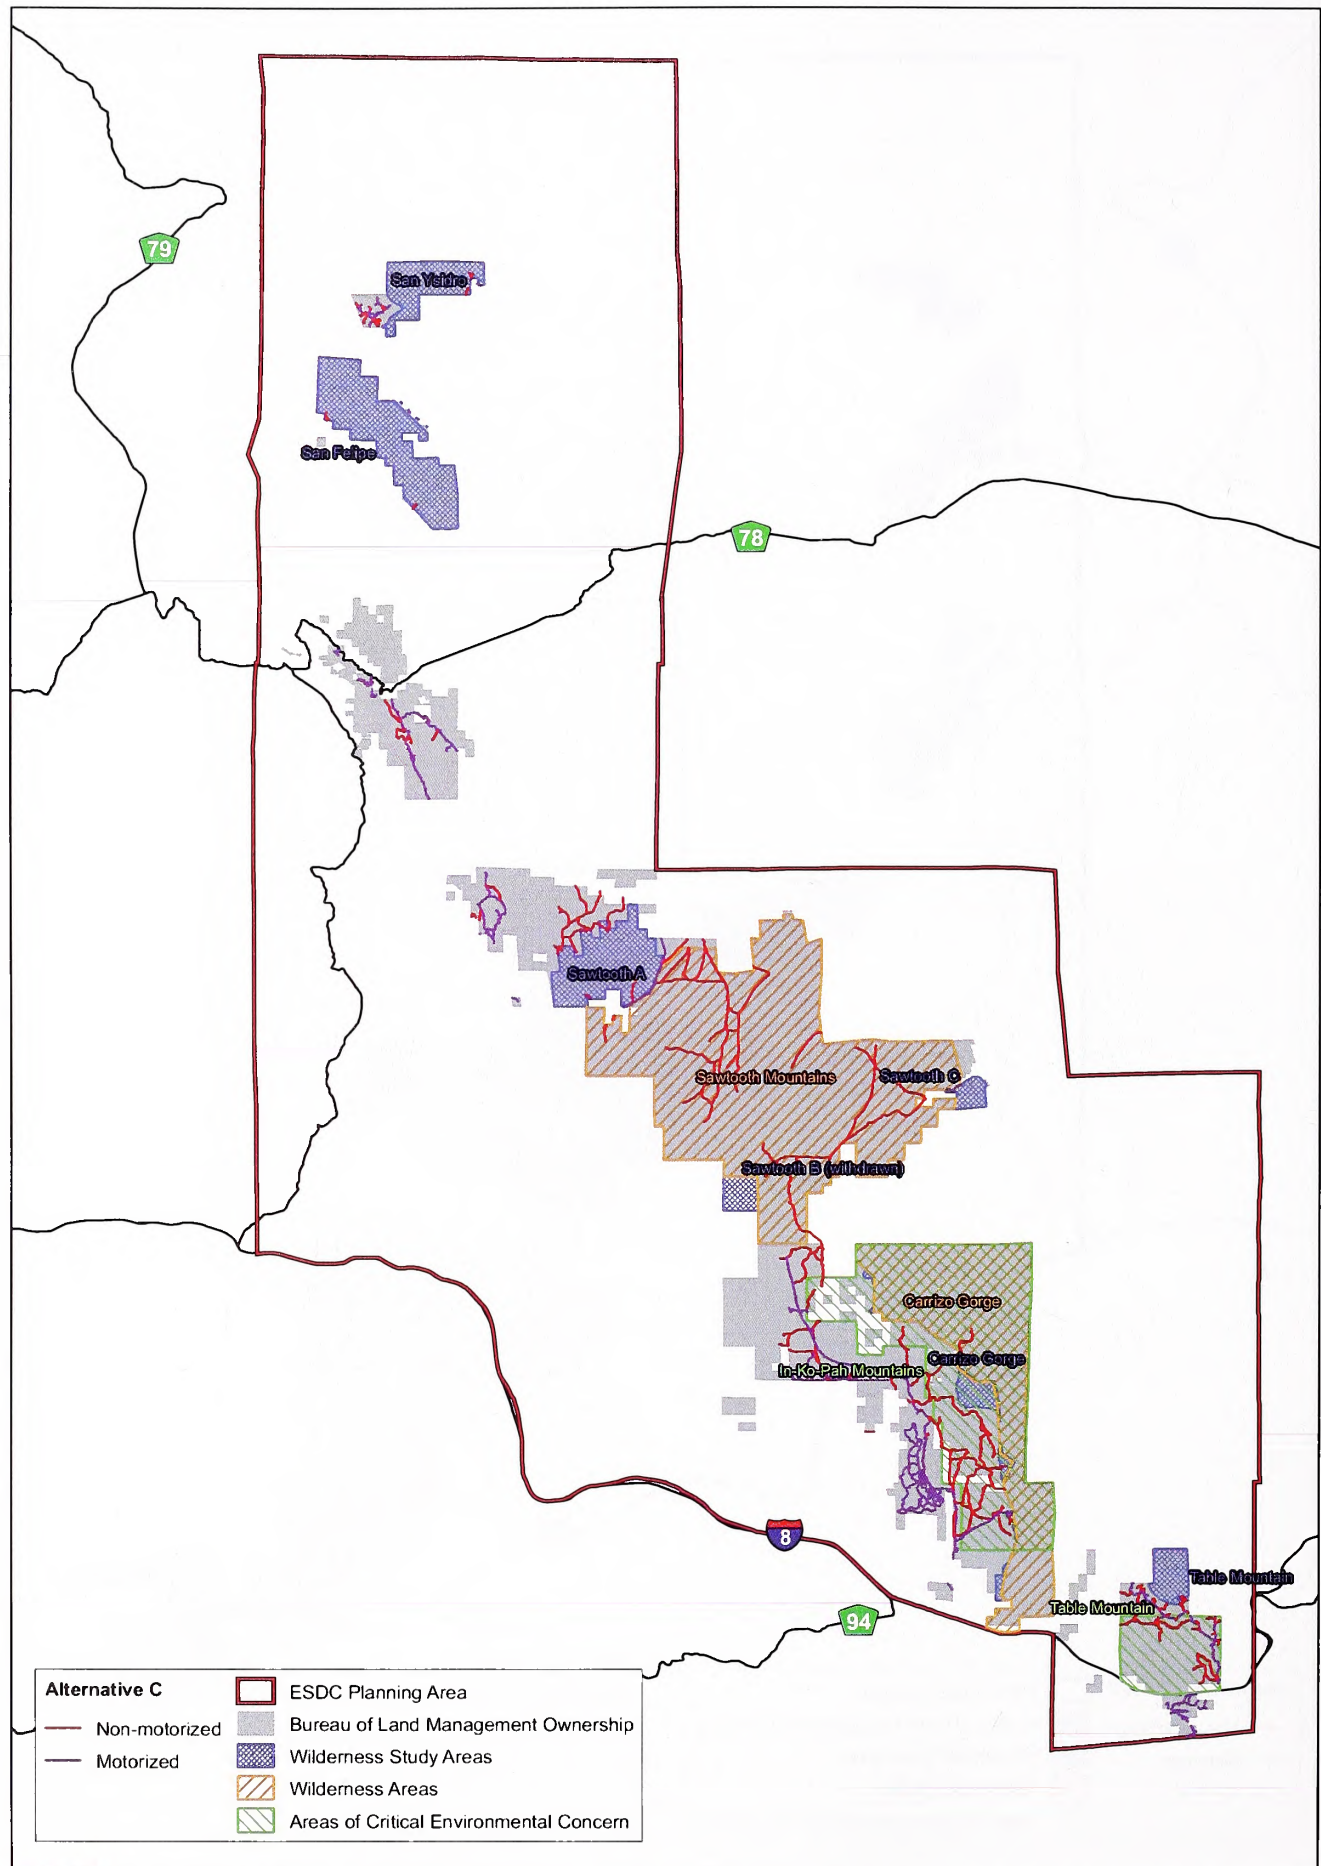 79
San Ysidro
San Felipe
78
Sawtooth A
Sawtooth Mountains
Sawtooth C
Sawtooth B (withdrawn)
Carrizo Gorge
Carrizo Gorge
In-Ko-Pah Mountains
8
Table Mountain
Table Mountain
94
Alternative C
Non-motorized
Motorized
ESDC Planning Area
Bureau of Land Management Ownership
Wilderness Study Areas
Wilderness Areas
Areas of Critical Environmental Concern